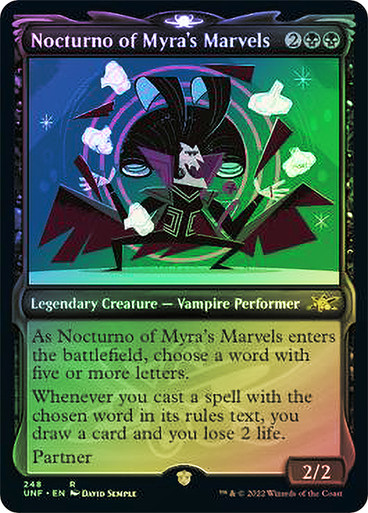 Nocturno of Myra's Marvels 2
Legendary Creature — Vampire Performer
As Nocturno of Myra's Marvels enters
the battlefield, choose a word with
five or more letters.
Whenever you cast a spell with the
chosen word in its rules text, you
draw a card and you lose 2 life.
Partner
2/2
248 R
UNF • EN David Semple
™ & © 2022 Wizards of the Coast